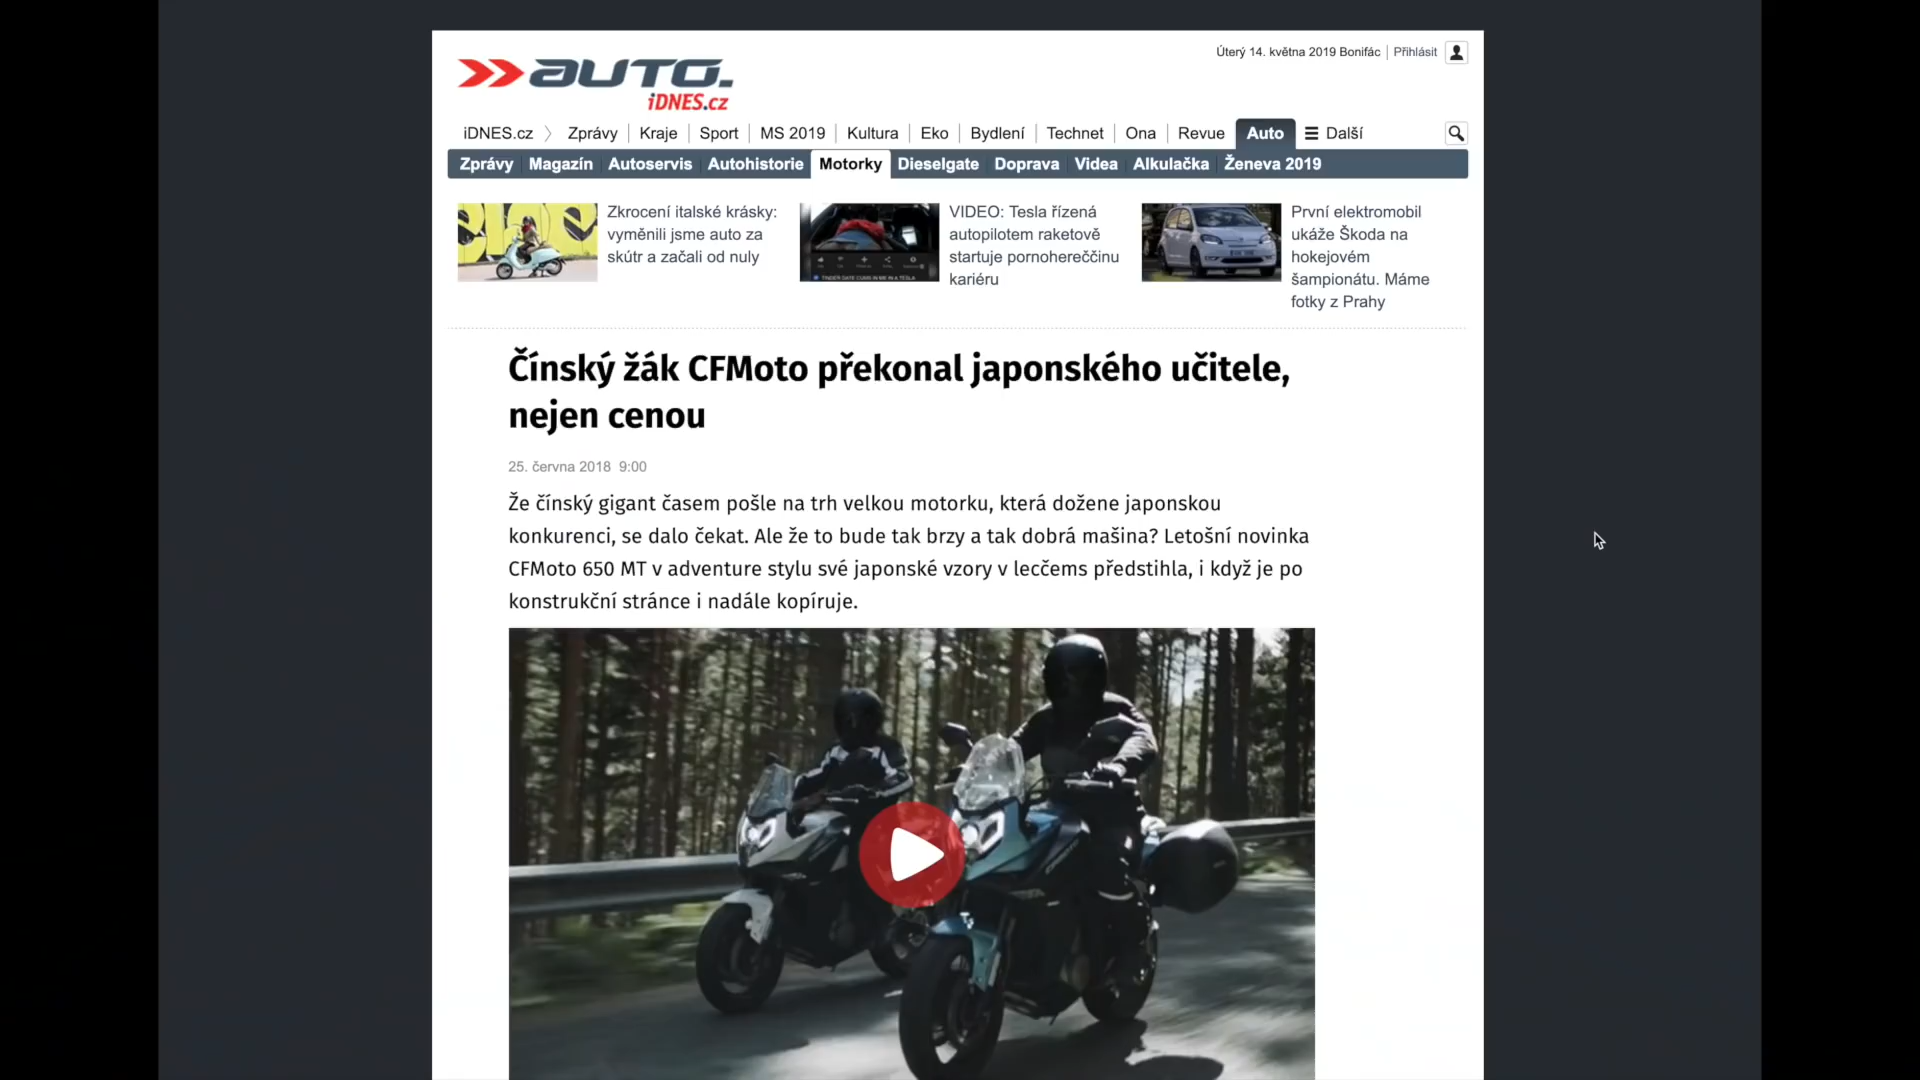 Úterý 14. května 2019 Bonifác | Přihlásit
AUTO.
iDNES.cz
iDNES.cz Zprávy Kraje Sport MS 2019 Kultura Eko Bydlení Technet Ona Revue Auto Další
Zprávy Magazín Autoservis Autohistorie Motorky Dieselgate Doprava Videa Alkulačka Ženeva 2019
Zkrocení italské krásky:
vyměnili jsme auto za
skútr a začali od nuly
VIDEO: Tesla řízená
autopilotem raketově
startuje pornoherečcinu
kariéru
První elektromobil
ukáže Škoda na
hokejovém
šampionátu. Máme
fotky z Prahy
Čínský žák CFMoto překonal japonského učitele,
nejen cenou
25. června 2018 9:00
Že čínský gigant časem pošle na trh velkou motorku, která dožene japonskou
konkurenci, se dalo čekat. Ale že to bude tak brzy a tak dobrá mašina? Letošní novinka
CFMoto 650 MT v adventure stylu své japonské vzory v lecčems předstihla, i když je po
konstrukční stránce i nadále kopíruje.